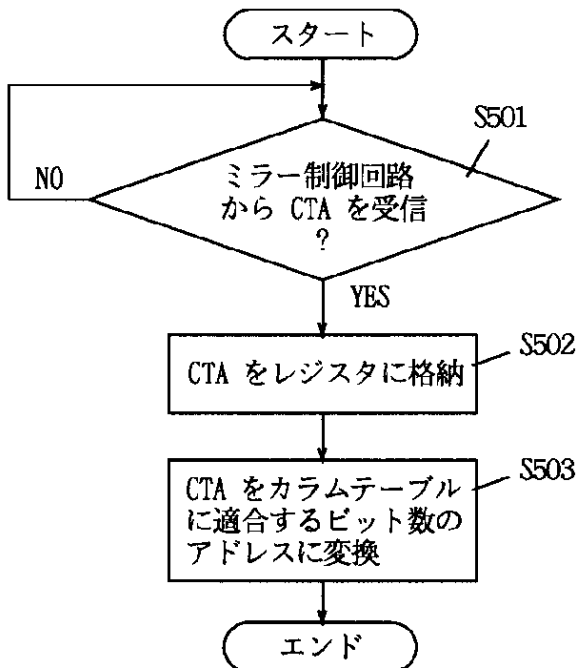 スタート
S501
ミラー制御回路
から CTA を受信
?
NO
YES
S502
CTA をレジスタに格納
S503
CTA をカラムテーブル
に適合するビット数の
アドレスに変換
エンド